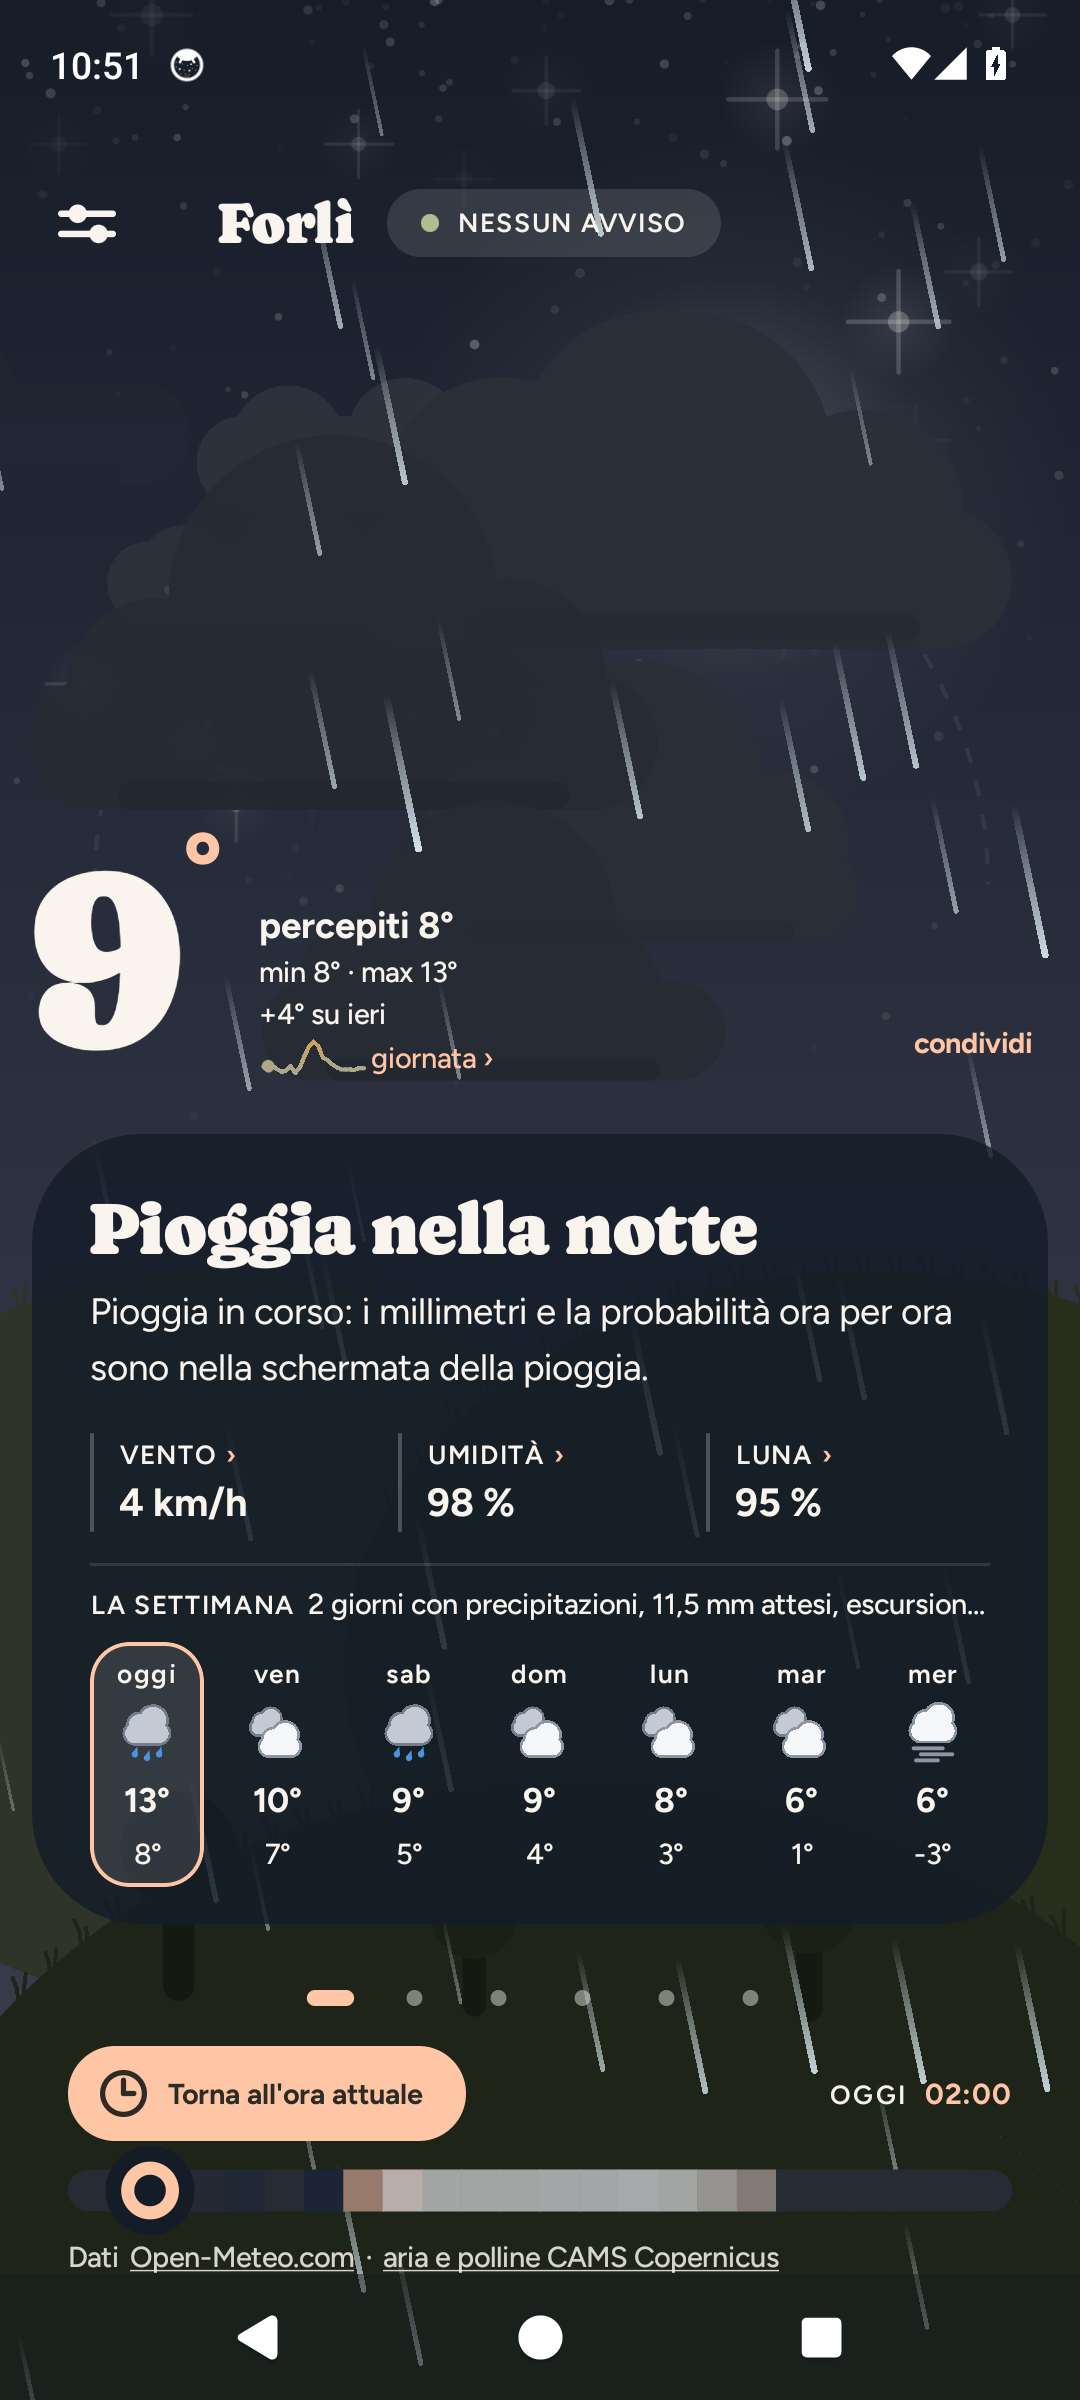 10:51
Forlì NESSUN AVVISO
9°
percepiti 8°
min 8° · max 13°
+4° su ieri
giornata ›
condividi
Pioggia nella notte
Pioggia in corso: i millimetri e la probabilità ora per ora
sono nella schermata della pioggia.
VENTO › UMIDITÀ › LUNA ›
4 km/h 98 % 95 %
LA SETTIMANA 2 giorni con precipitazioni, 11,5 mm attesi, escursion...
oggi ven sab dom lun mar mer
13° 10° 9° 9° 8° 6° 6°
8° 7° 5° 4° 3° 1° -3°
Torna all'ora attuale
OGGI 02:00
Dati Open-Meteo.com · aria e polline CAMS Copernicus